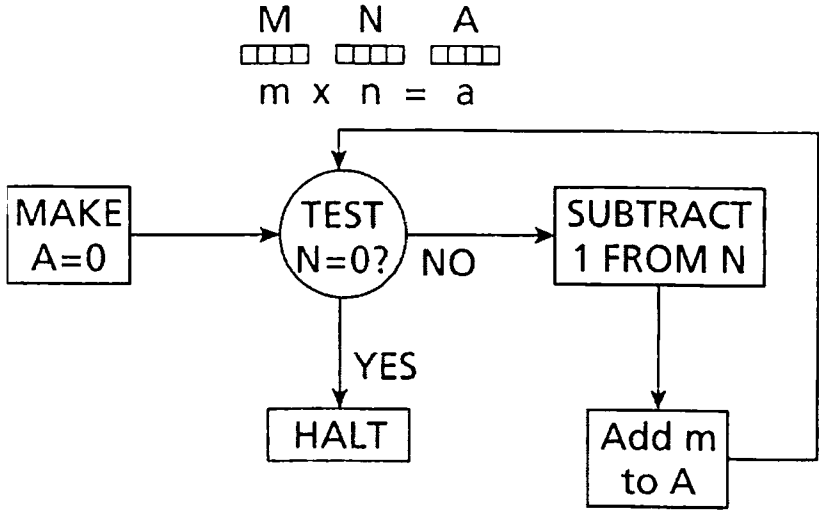 M N A
m x n = a
MAKE
A=0
TEST
N=0?
NO
SUBTRACT
1 FROM N
YES
HALT
Add m
to A